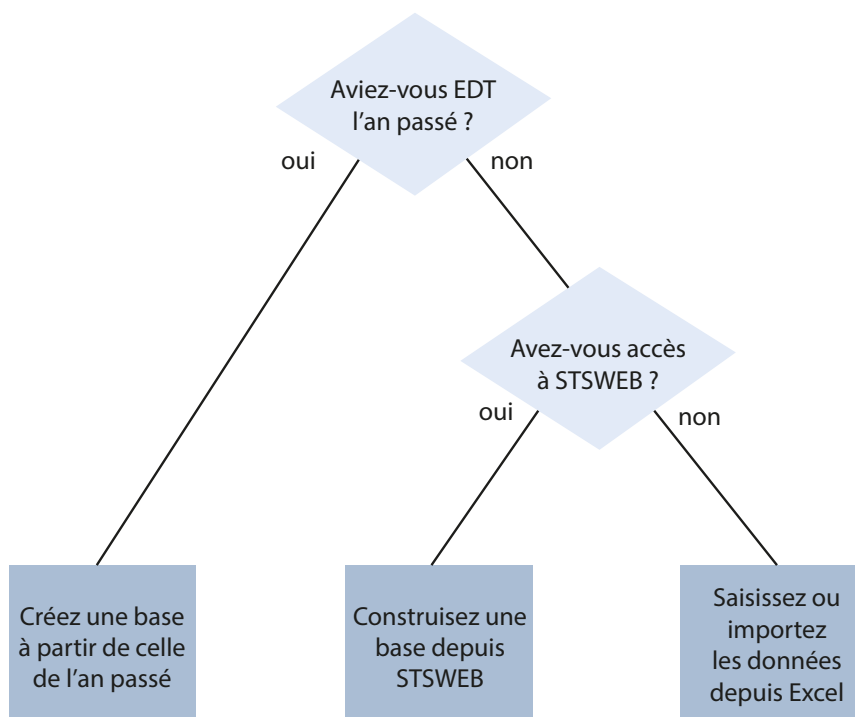 Aviez-vous EDT
l'an passé ?
oui
non
Avez-vous accès
à STSWEB ?
oui
non
Créez une base
à partir de celle
de l'an passé
Construisez une
base depuis
STSWEB
Saisissez ou
importez
les données
depuis Excel